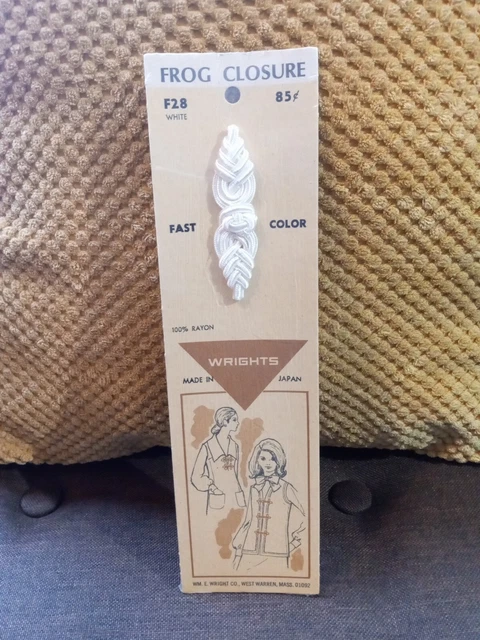 FROG CLOSURE
F28 85¢
WHITE
FAST COLOR
100% RAYON
WRIGHTS
MADE IN JAPAN
WM. E. WRIGHT CO., WEST WARREN, MASS. 01092